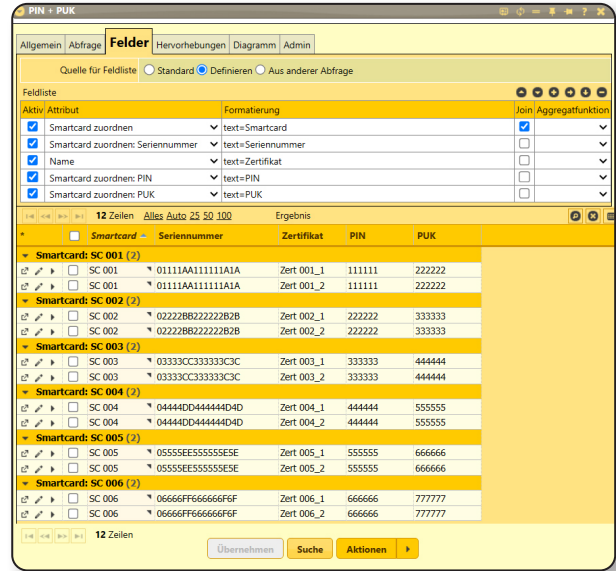 PIN + PUK
Allgemein Abfrage Felder Hervorhebungen Diagramm Admin
Quelle für Feldliste Standard Definieren Aus anderer Abfrage
Feldliste
Aktiv Attribut Formatierung Join Aggregatfunktion
Smartcard zuordnen text=Smartcard
Smartcard zuordnen: Seriennummer text=Seriennummer
Name text=Zertifikat
Smartcard zuordnen: PIN text=PIN
Smartcard zuordnen: PUK text=PUK
12 Zeilen Alles Auto 25 50 100 Ergebnis
* Smartcard Seriennummer Zertifikat PIN PUK
Smartcard: SC 001 (2)
SC 001 01111AA111111A1A Zert 001_1 111111 222222
SC 001 01111AA111111A1A Zert 001_2 111111 222222
Smartcard: SC 002 (2)
SC 002 02222BB222222B2B Zert 002_1 222222 333333
SC 002 02222BB222222B2B Zert 002_2 222222 333333
Smartcard: SC 003 (2)
SC 003 03333CC333333C3C Zert 003_1 333333 444444
SC 003 03333CC333333C3C Zert 003_2 333333 444444
Smartcard: SC 004 (2)
SC 004 04444DD444444D4D Zert 004_1 444444 555555
SC 004 04444DD444444D4D Zert 004_2 444444 555555
Smartcard: SC 005 (2)
SC 005 05555EE555555E5E Zert 005_1 555555 666666
SC 005 05555EE555555E5E Zert 005_2 555555 666666
Smartcard: SC 006 (2)
SC 006 06666FF666666F6F Zert 006_1 666666 777777
SC 006 06666FF666666F6F Zert 006_2 666666 777777
12 Zeilen
Übernehmen Suche Aktionen